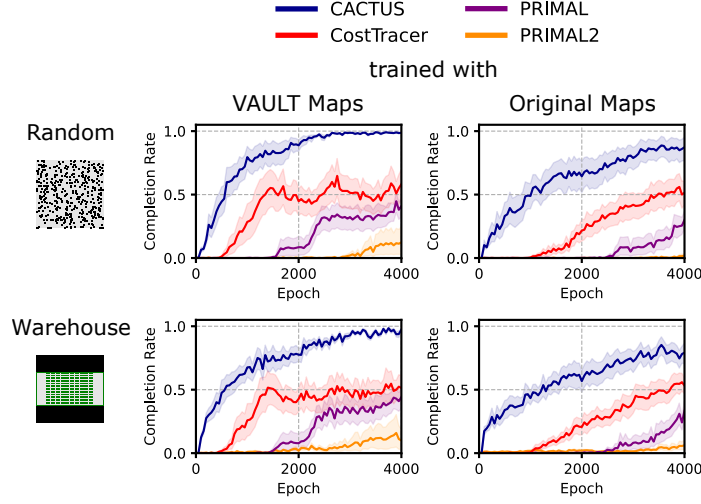 CACTUS
PRIMAL
CostTracer
PRIMAL2
trained with
VAULT Maps
Original Maps
Random
1.0
0.5
0.0
Completion Rate
0
2000
4000
Epoch
1.0
0.5
0.0
Completion Rate
0
2000
4000
Epoch
Warehouse
1.0
0.5
0.0
Completion Rate
0
2000
4000
Epoch
1.0
0.5
0.0
Completion Rate
0
2000
4000
Epoch